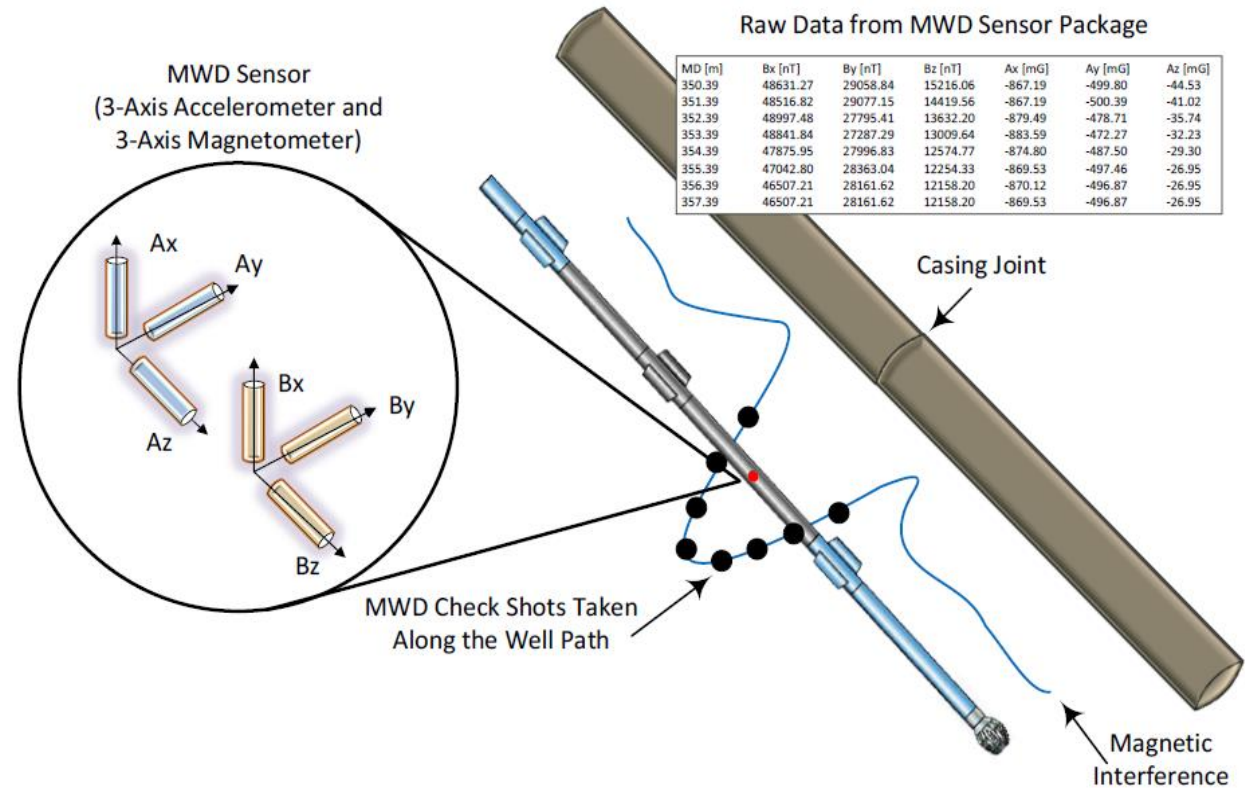 Raw Data from MWD Sensor Package
MD [m] Bx [nT] By [nT] Bz [nT] Ax [mG] Ay [mG] Az [mG]
350.39 48631.27 29058.84 15216.06 -867.19 -499.80 -44.53
351.39 48516.82 29077.15 14419.56 -867.19 -500.39 -41.02
352.39 48997.48 27795.41 13632.20 -879.49 -478.71 -35.74
353.39 48841.84 27287.29 13009.64 -883.59 -472.27 -32.23
354.39 47875.95 27996.83 12574.77 -874.80 -487.50 -29.30
355.39 47042.80 28363.04 12254.33 -869.53 -497.46 -26.95
356.39 46507.21 28161.62 12158.20 -870.12 -496.87 -26.95
357.39 46507.21 28161.62 12158.20 -869.53 -496.87 -26.95
MWD Sensor
(3-Axis Accelerometer and
3-Axis Magnetometer)
Ax
Ay
Az
Bx
By
Bz
Casing Joint
MWD Check Shots Taken
Along the Well Path
Magnetic
Interference